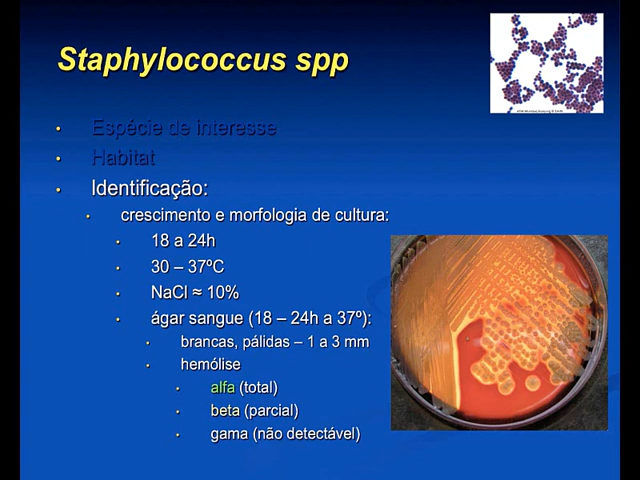 Staphylococcus spp
Espécie de interesse
Habitat
Identificação:
crescimento e morfologia de cultura:
18 a 24h
30 – 37ºC
NaCl ≈ 10%
ágar sangue (18 – 24h a 37º):
brancas, pálidas – 1 a 3 mm
hemólise
alfa (total)
beta (parcial)
gama (não detectável)